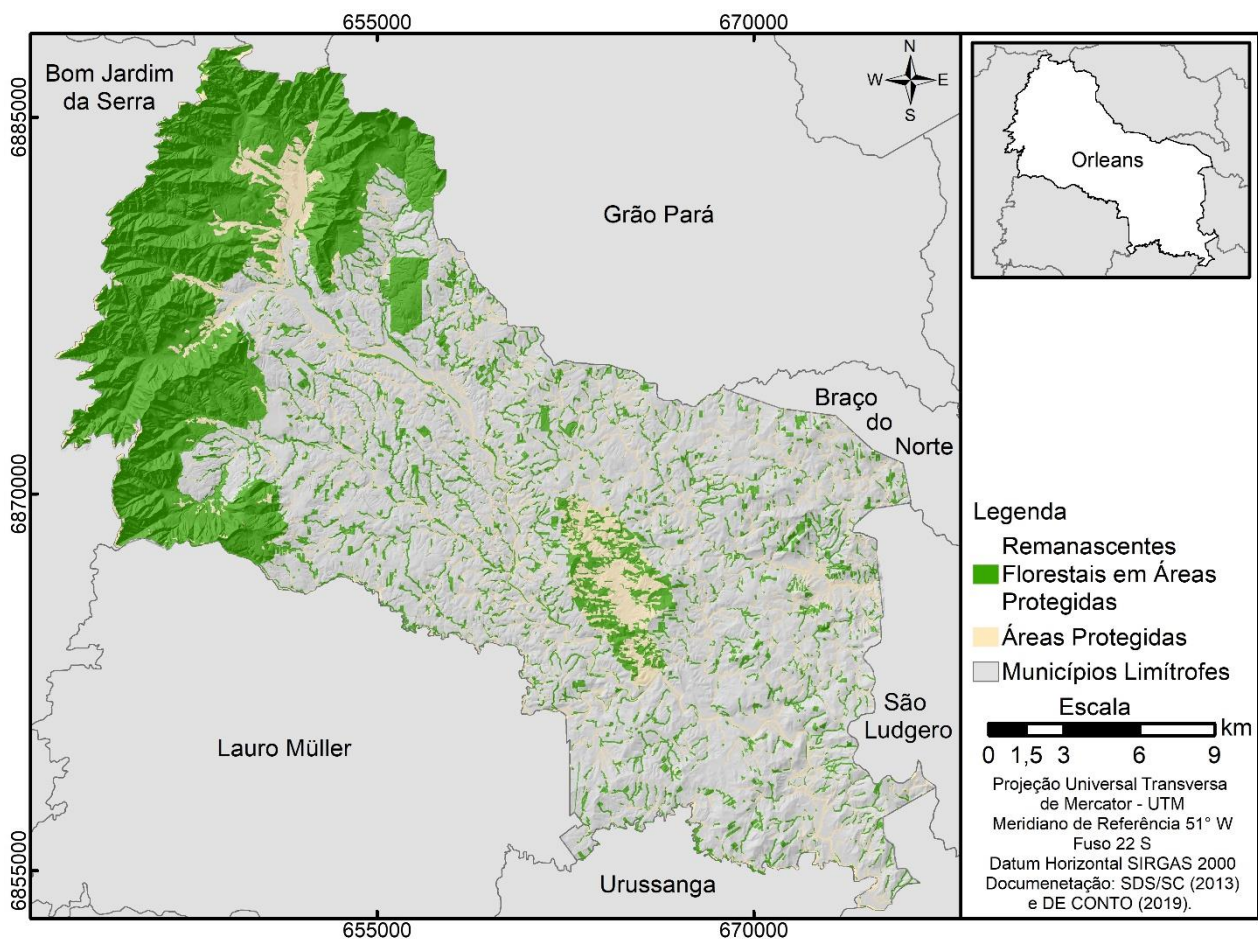 655000
670000
Bom Jardim
da Serra
N
W E
S
6885000
Grão Pará
Braço
do
Norte
6870000
São
Ludgero
Lauro Müller
6855000
Urussanga
655000
670000
Orleans
Legenda
Remanascentes
Florestais em Áreas
Protegidas
Áreas Protegidas
Municípios Limítrofes
Escala
km
0 1,5 3 6 9
Projeção Universal Transversa
de Mercator - UTM
Meridiano de Referência 51° W
Fuso 22 S
Datum Horizontal SIRGAS 2000
Documenetação: SDS/SC (2013)
e DE CONTO (2019).